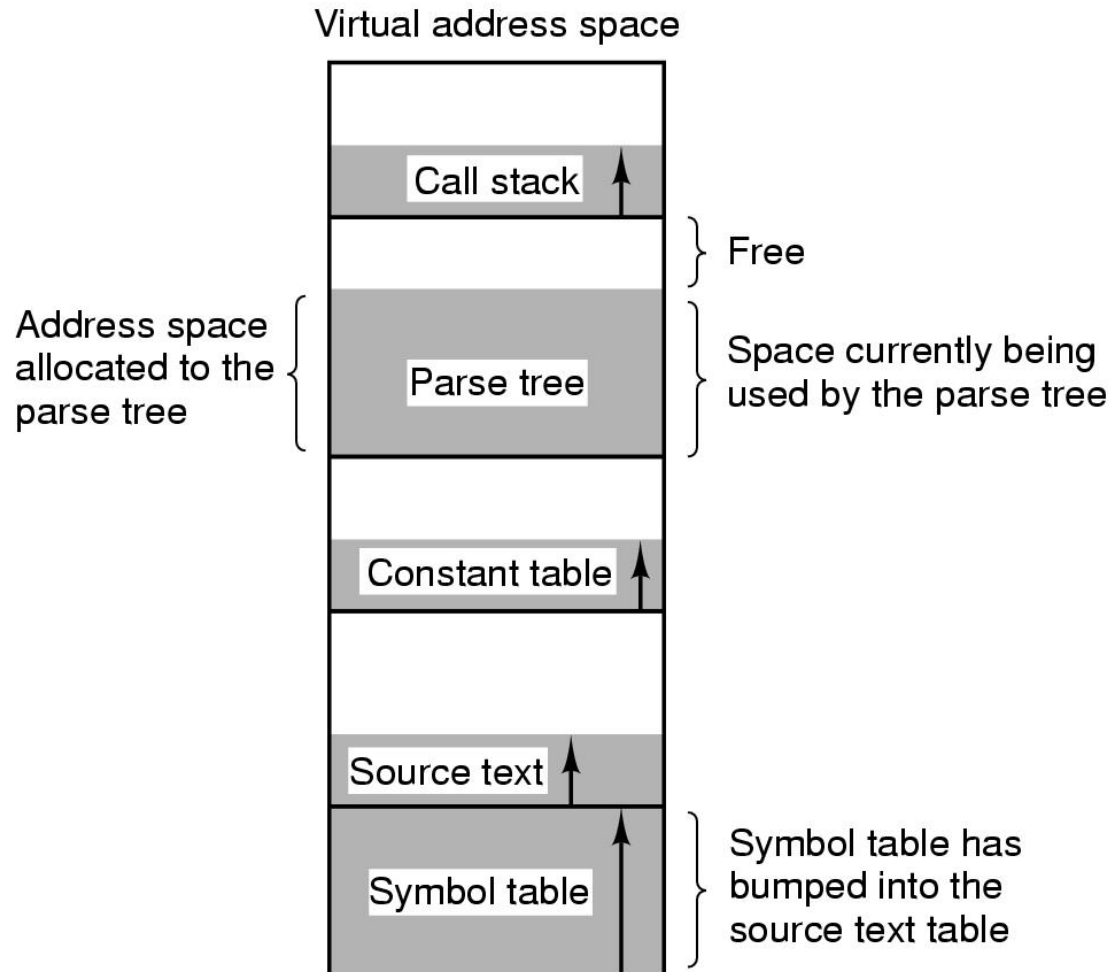 Virtual address space
Call stack
Free
Address space
allocated to the
parse tree
Parse tree
Space currently being
used by the parse tree
Constant table
Source text
Symbol table
Symbol table has
bumped into the
source text table